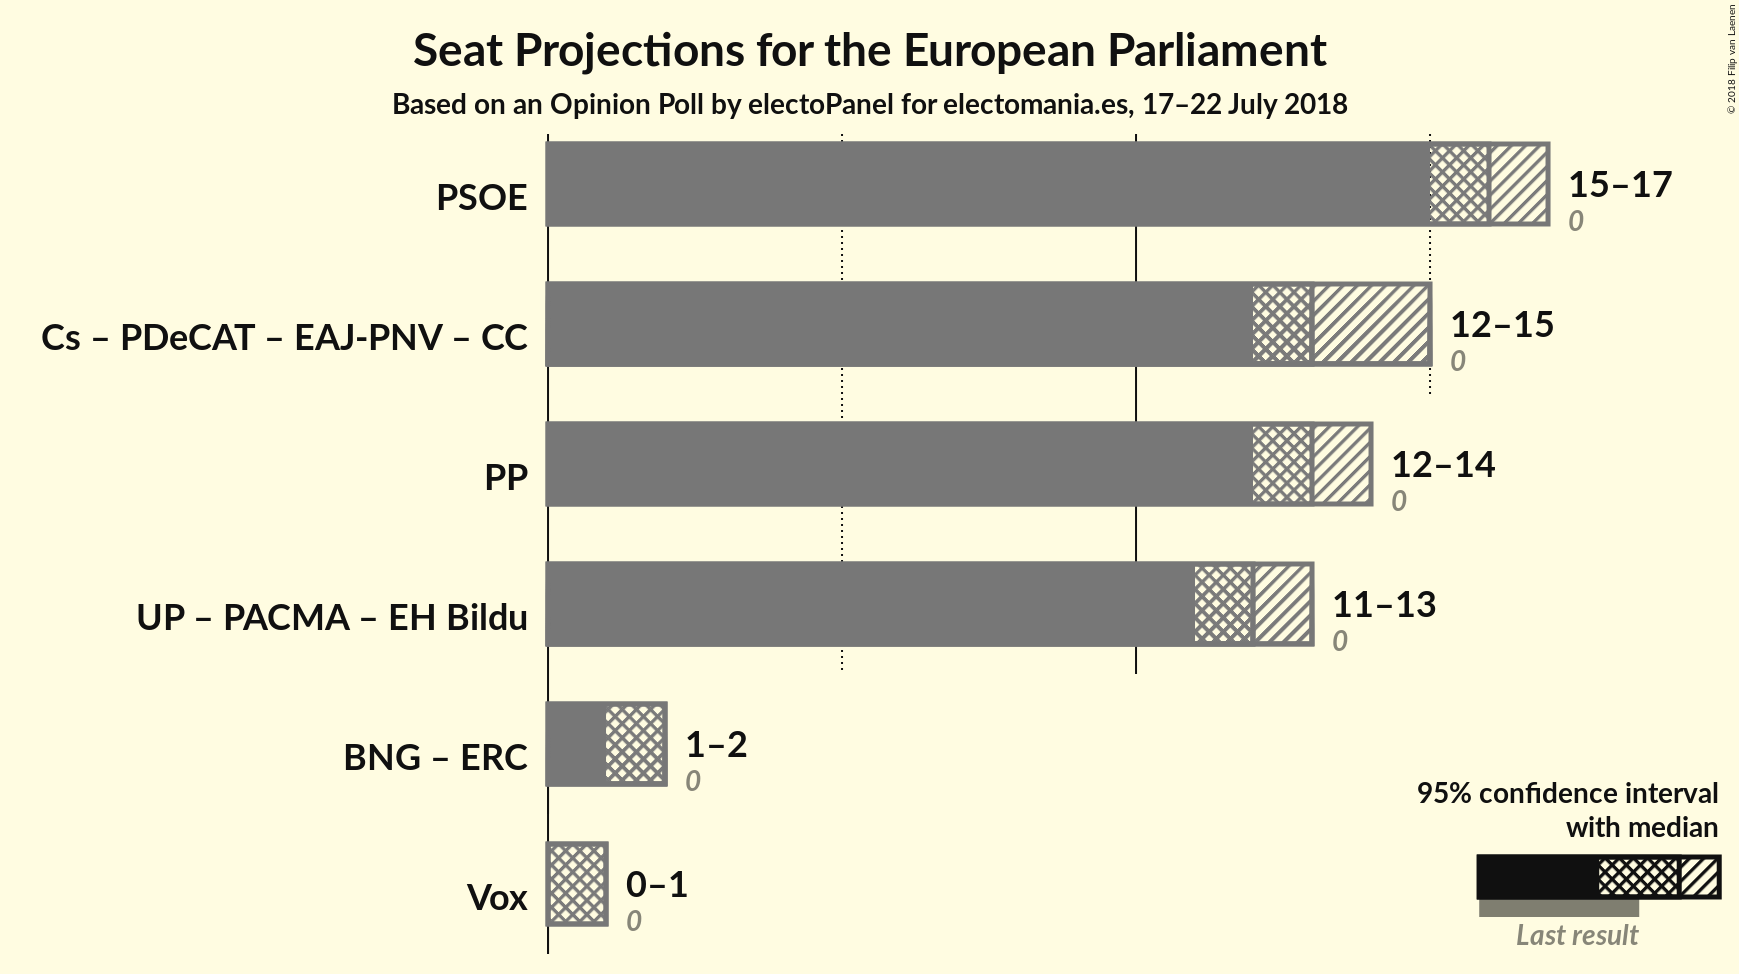 Seat Projections for the European Parliament
Based on an Opinion Poll by electoPanel for electomania.es, 17–22 July 2018
© 2018 Filip van Laenen
PSOE
15–17
0
Cs – PDeCAT – EAJ-PNV – CC
12–15
0
PP
12–14
0
UP – PACMA – EH Bildu
11–13
0
BNG – ERC
1–2
0
Vox
0–1
0
95% confidence interval
with median
Last result